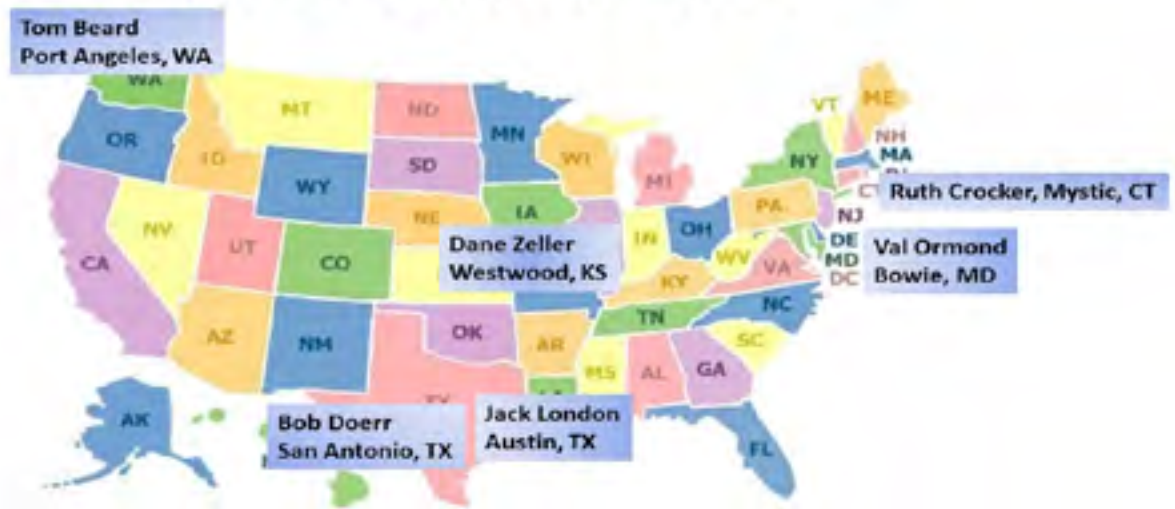 Tom Beard
Port Angeles, WA
WA
MT
ND
MN
VT
ME
OR
ID
SD
WI
MI
NY
NH
MA
WY
CT
Ruth Crocker, Mystic, CT
IA
NE
PA
NJ
NV
UT
CO
Dane Zeller
Westwood, KS
IN
OH
WV
VA
DE
MD
DC
Val Ormond
Bowie, MD
CA
KY
NC
AZ
NM
OK
AR
TN
SC
MS
AL
GA
TX
AK
Bob Doerr
San Antonio, TX
Jack London
Austin, TX
FL